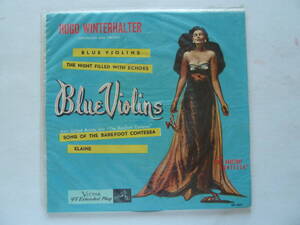 HUGO WINTERHALTER
BLUE VIOLINS
THE NIGHT FILLED WITH ECHOES
Blue Violins
SONG OF THE BAREFOOT CONTESSA
ELAINE
VICTOR
45 Extended Play